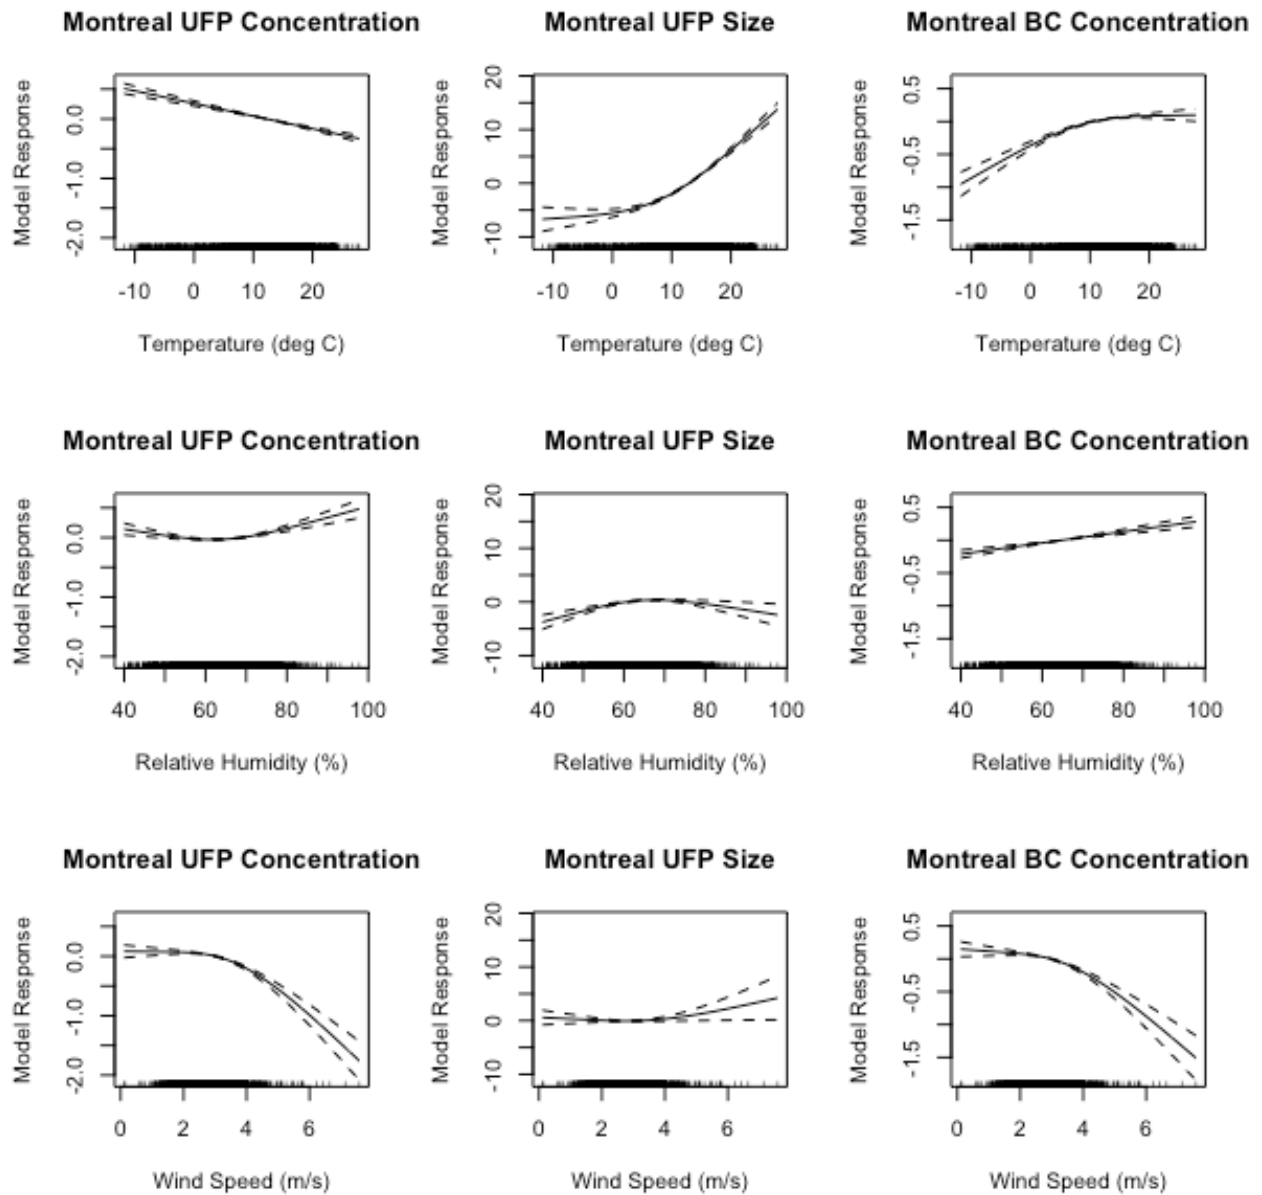 Montreal UFP Concentration
Model Response
0.0
-1.0
-2.0
-10 0 10 20
Temperature (deg C)
Montreal UFP Size
Model Response
20
10
0
-10
-10 0 10 20
Temperature (deg C)
Montreal BC Concentration
Model Response
0.5
-0.5
-1.5
-10 0 10 20
Temperature (deg C)
Montreal UFP Concentration
Model Response
0.0
-1.0
-2.0
40 60 80 100
Relative Humidity (%)
Montreal UFP Size
Model Response
20
10
0
-10
40 60 80 100
Relative Humidity (%)
Montreal BC Concentration
Model Response
0.5
-0.5
-1.5
40 60 80 100
Relative Humidity (%)
Montreal UFP Concentration
Model Response
0.0
-1.0
-2.0
0 2 4 6
Wind Speed (m/s)
Montreal UFP Size
Model Response
20
10
0
-10
0 2 4 6
Wind Speed (m/s)
Montreal BC Concentration
Model Response
0.5
-0.5
-1.5
0 2 4 6
Wind Speed (m/s)